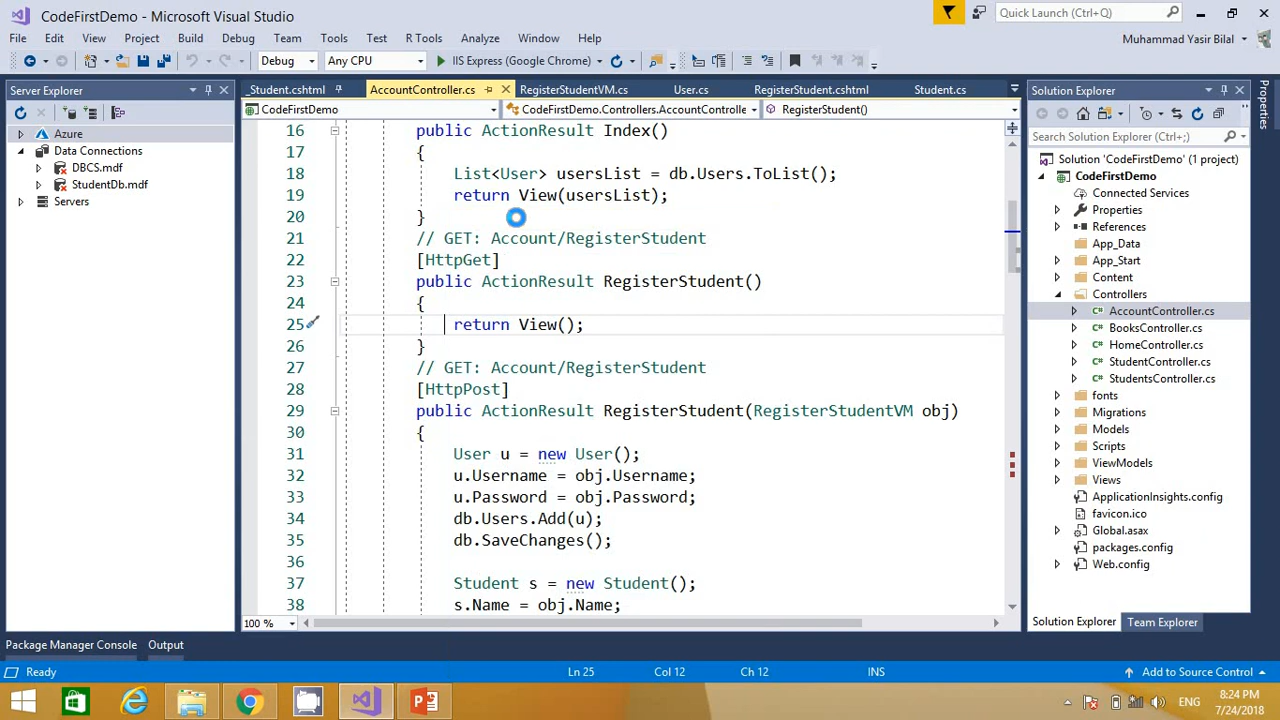 CodeFirstDemo - Microsoft Visual Studio
Quick Launch (Ctrl+Q)
File Edit View Project Build Debug Team Tools Test R Tools Analyze Window Help
Muhammad Yasir Bilal
Debug Any CPU IIS Express (Google Chrome)
Server Explorer
_Student.cshtml AccountController.cs RegisterStudentVM.cs User.cs RegisterStudent.cshtml Student.cs
Solution Explorer
CodeFirstDemo CodeFirstDemo.Controllers.AccountControlle RegisterStudent()
Azure
Data Connections
DBCS.mdf
StudentDb.mdf
Servers
16 public ActionResult Index()
17 {
18 List<User> usersList = db.Users.ToList();
19 return View(usersList);
20 }
21 // GET: Account/RegisterStudent
22 [HttpGet]
23 public ActionResult RegisterStudent()
24 {
25 return View();
26 }
27 // GET: Account/RegisterStudent
28 [HttpPost]
29 public ActionResult RegisterStudent(RegisterStudentVM obj)
30 {
31 User u = new User();
32 u.Username = obj.Username;
33 u.Password = obj.Password;
34 db.Users.Add(u);
35 db.SaveChanges();
36
37 Student s = new Student();
38 s.Name = obj.Name;
100 %
Search Solution Explorer (Ctrl+;)
Solution 'CodeFirstDemo' (1 project)
CodeFirstDemo
Connected Services
Properties
References
App_Data
App_Start
Content
Controllers
AccountController.cs
BooksController.cs
HomeController.cs
StudentController.cs
StudentsController.cs
fonts
Migrations
Models
Scripts
ViewModels
Views
ApplicationInsights.config
favicon.ico
Global.asax
packages.config
Web.config
Solution Explorer Team Explorer
Properties
Package Manager Console Output
Ready Ln 25 Col 12 Ch 12 INS Add to Source Control
ENG
8:24 PM
7/24/2018